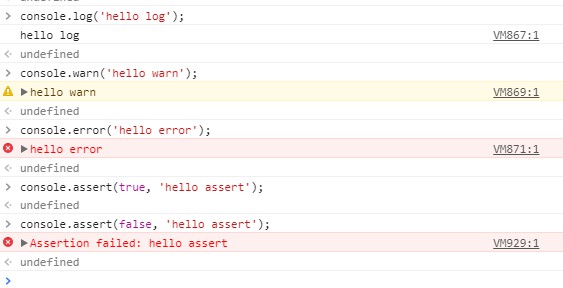 undefined
console.log('hello log');
hello log VM867:1
undefined
console.warn('hello warn');
hello warn VM869:1
undefined
console.error('hello error');
hello error VM871:1
undefined
console.assert(true, 'hello assert');
undefined
console.assert(false, 'hello assert');
Assertion failed: hello assert VM929:1
undefined